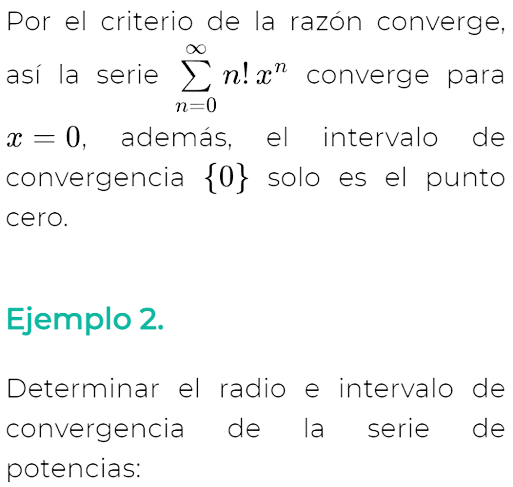 Por el criterio de la razón converge,
así la serie $\sum_{n=0}^{\infty} n! \, x^n$ converge para
$x = 0$, además, el intervalo de
convergencia $\{0\}$ solo es el punto
cero.
Ejemplo 2.
Determinar el radio e intervalo de
convergencia de la serie de
potencias: